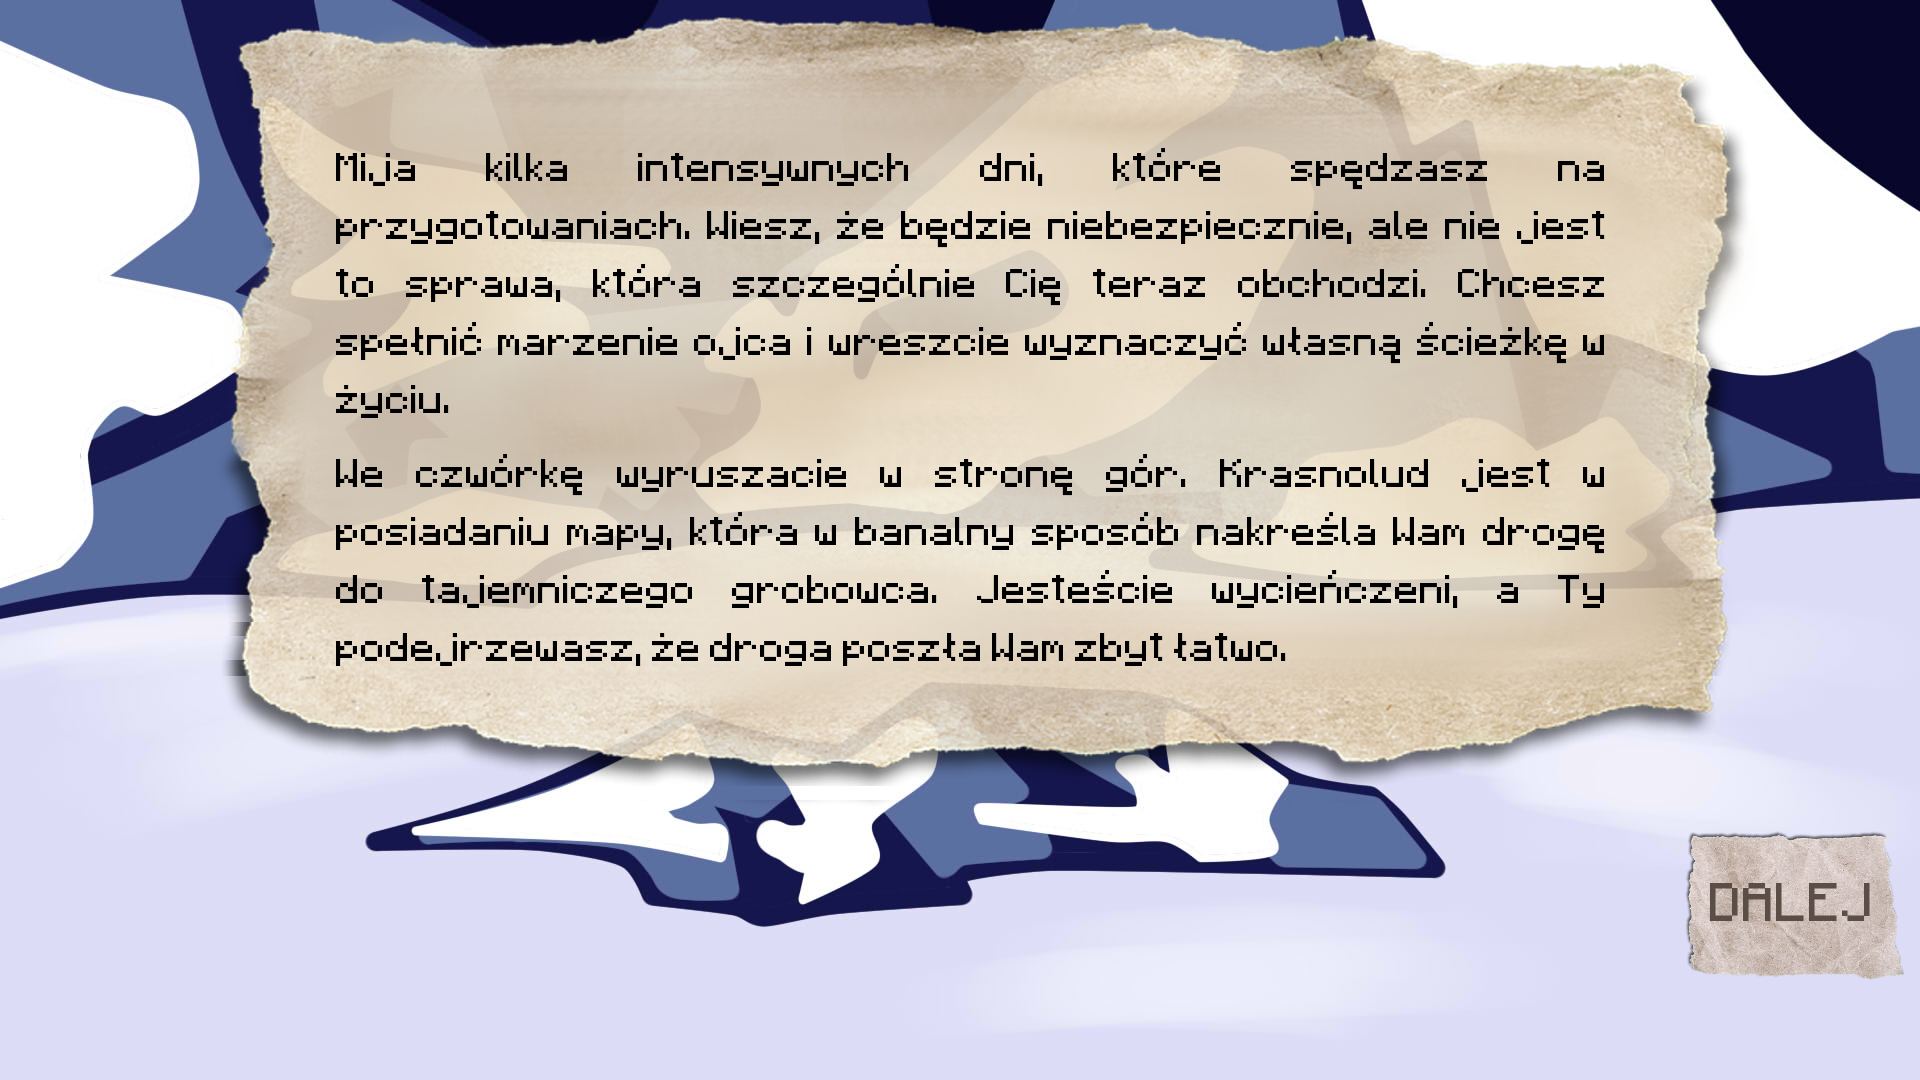 Mija kilka intensywnych dni, które spędzasz na
przygotowaniach. Wiesz, że będzie niebezpiecznie, ale nie jest
to sprawa, która szczególnie Cię teraz obchodzi. Chcesz
spełnić marzenie ojca i wreszcie wyznaczyć własną ścieżkę w
życiu.
We czwórkę wyruszacie w stronę gór. Krasnolud jest w
posiadaniu mapy, która w banalny sposób nakreśla Wam drogę
do tajemniczego grobowca. Jesteście wycieńczeni, a Ty
podejrzewasz, że droga poszła Wam zbyt łatwo.
DALEJ